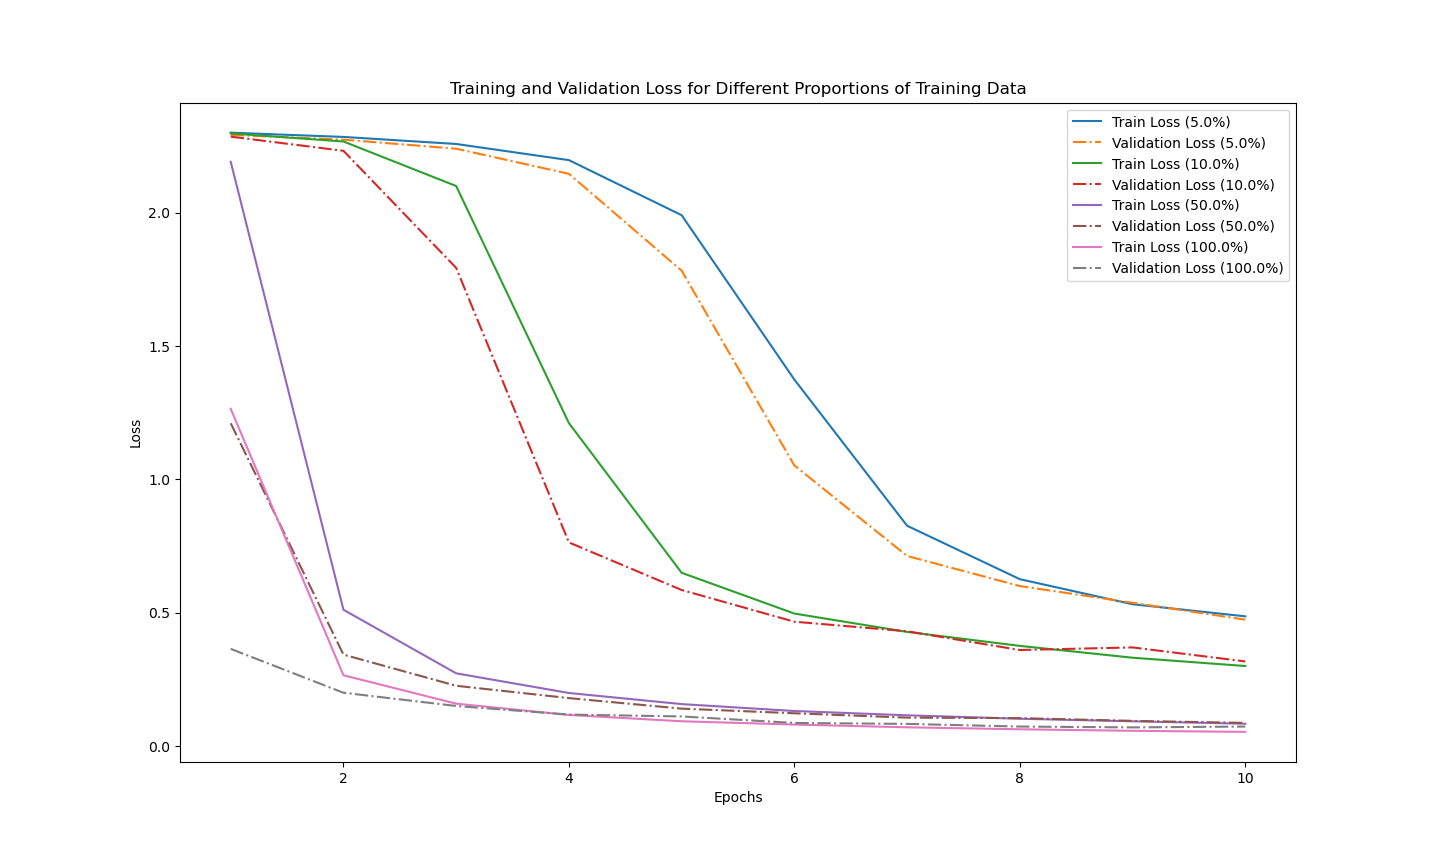 Training and Validation Loss for Different Proportions of Training Data
Train Loss (5.0%)
Validation Loss (5.0%)
Train Loss (10.0%)
Validation Loss (10.0%)
Train Loss (50.0%)
Validation Loss (50.0%)
Train Loss (100.0%)
Validation Loss (100.0%)
Loss
2.0
1.5
1.0
0.5
0.0
2 4 6 8 10
Epochs